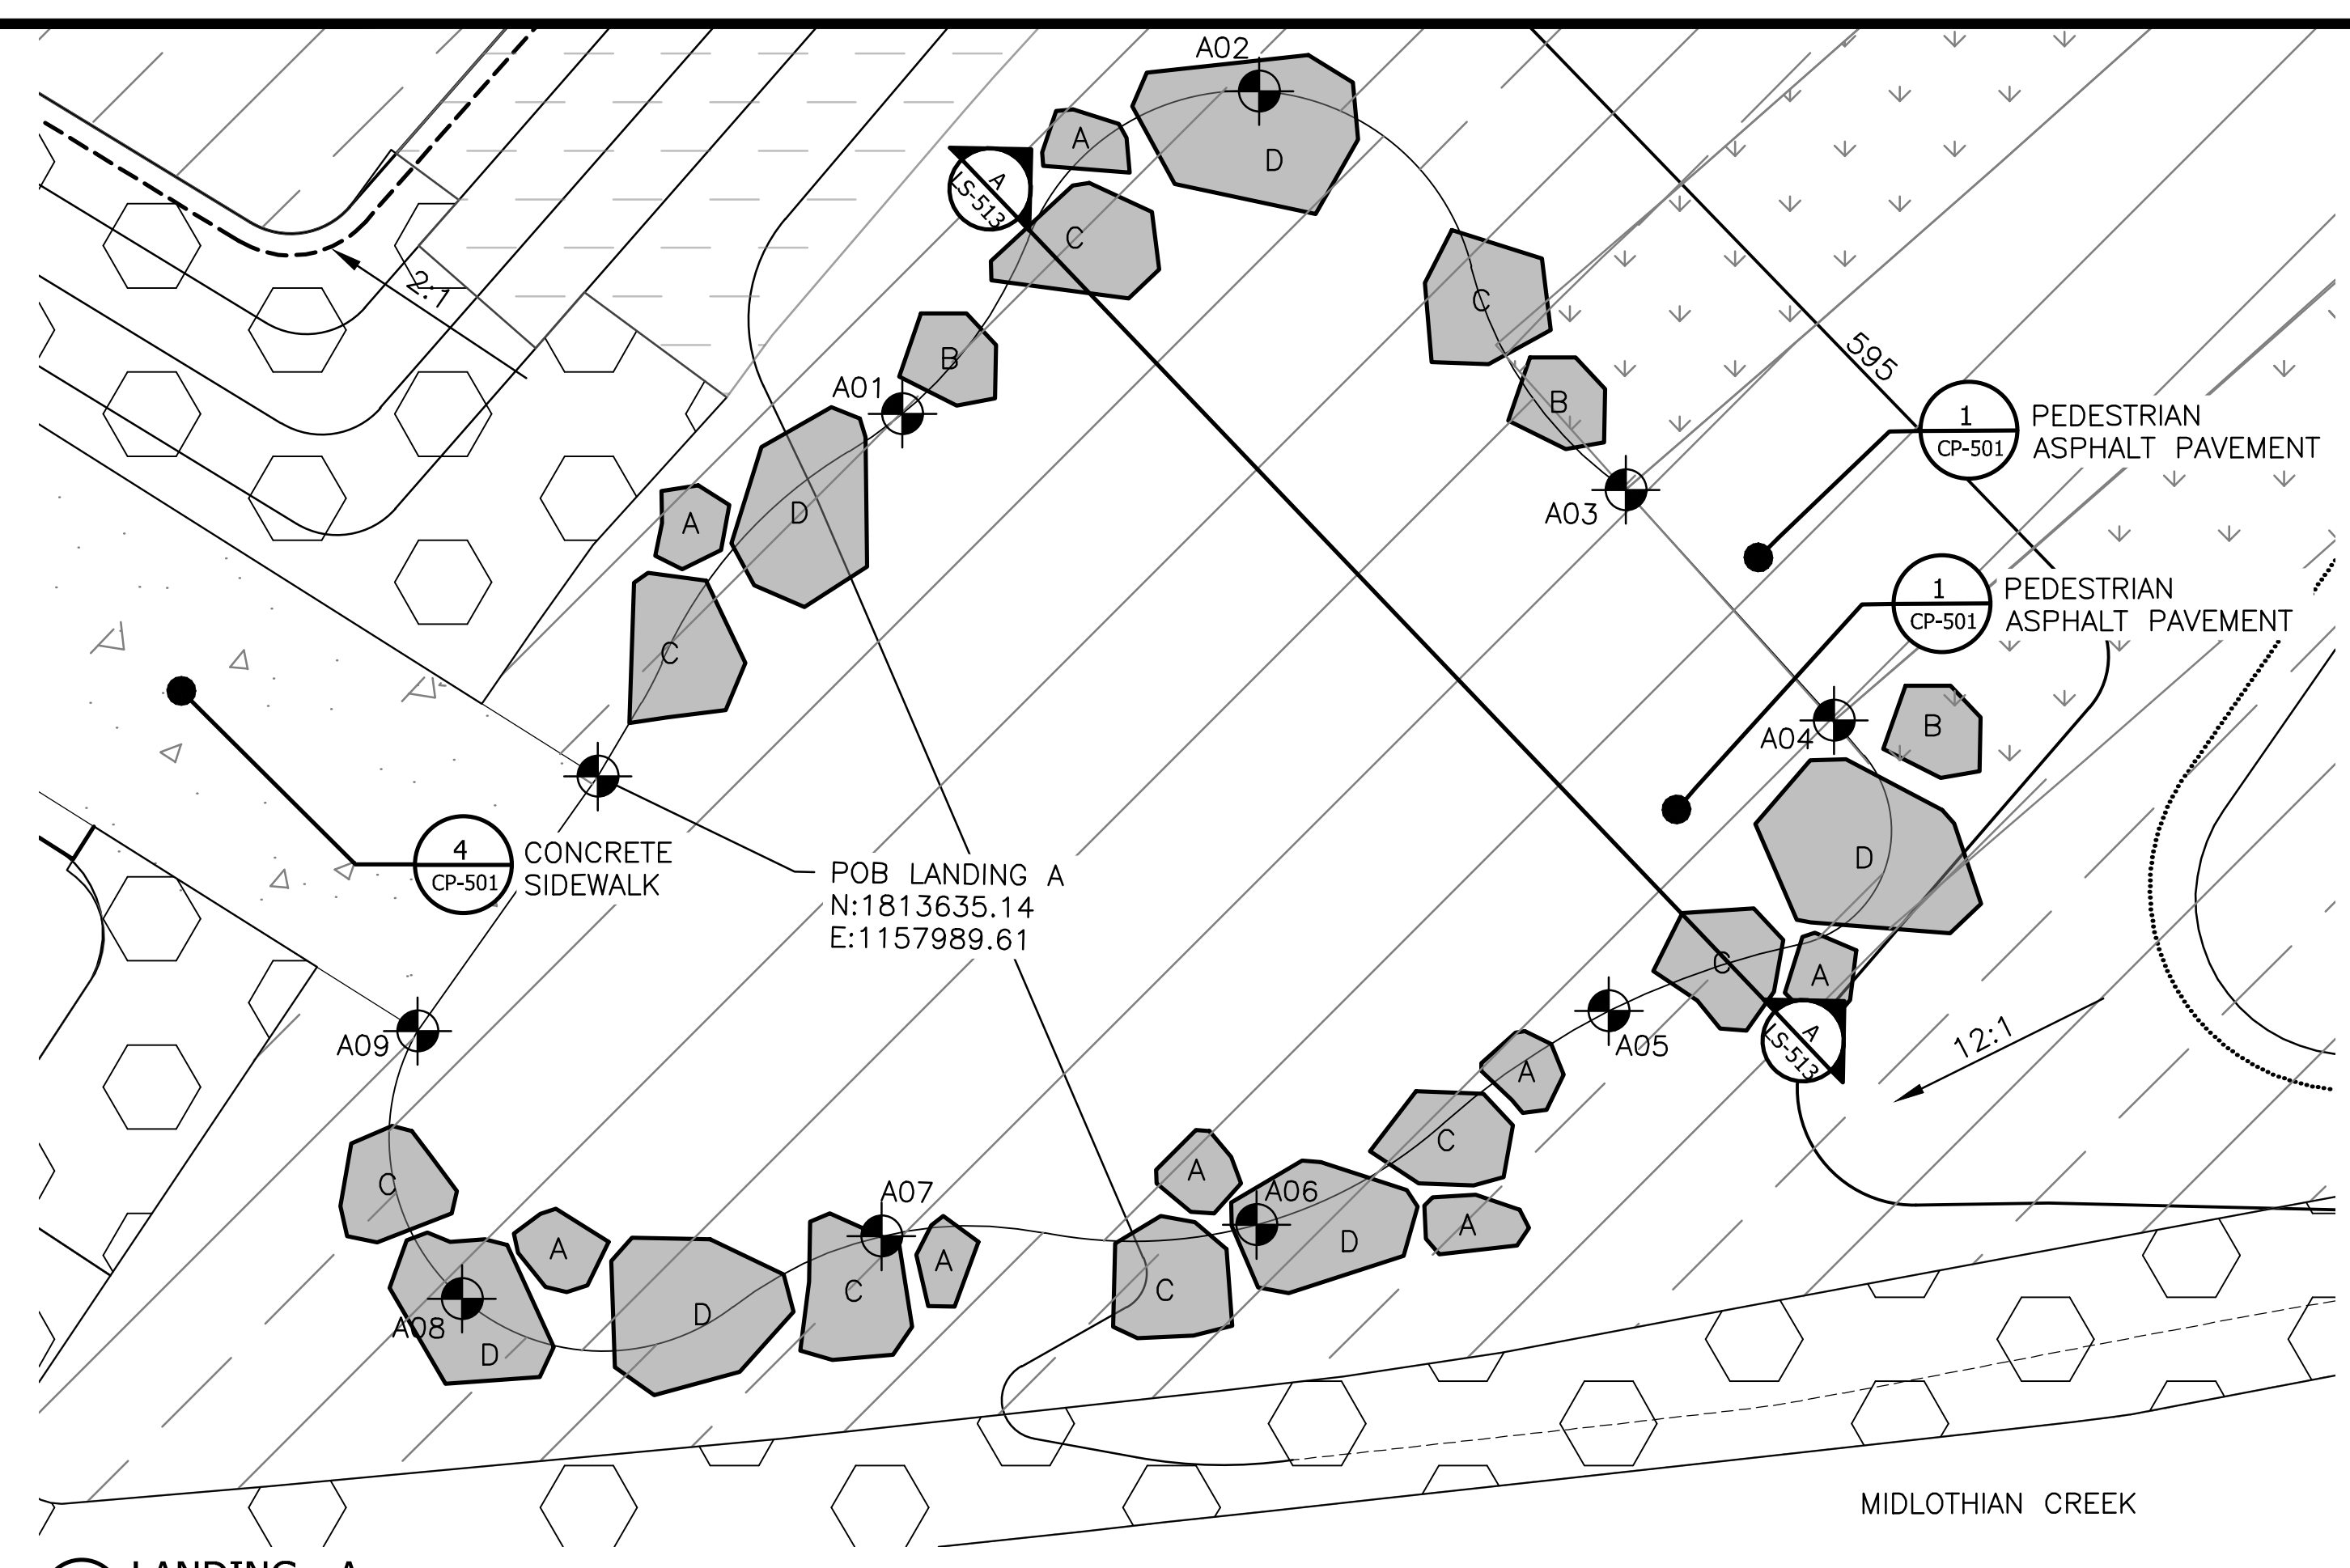 A02
A
D
A
LS-513
C
C
2:1
595
B
A01
B
1
CP-501
PEDESTRIAN
ASPHALT PAVEMENT
A
D
A03
1
CP-501
PEDESTRIAN
ASPHALT PAVEMENT
C
B
A04
4
CP-501
CONCRETE
SIDEWALK
POB LANDING A
N:1813635.14
E:1157989.61
D
C
A
A09
A05
A
LS-513
12:1
A
C
C
A
A07
A06
A
A
C
A
D
A
C
D
A08
D
MIDLOTHIAN CREEK
LANDING A